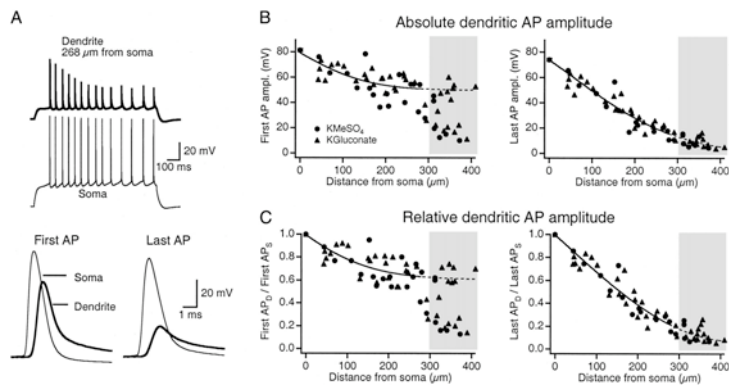 A
Dendrite
268 µm from soma
20 mV
100 ms
Soma
First AP
Last AP
Soma
Dendrite
20 mV
1 ms
B
Absolute dendritic AP amplitude
First AP ampl. (mV)
80
60
40
20
0
KMeSO4
KGluconate
0
100
200
300
400
Distance from soma (µm)
Last AP ampl. (mV)
80
60
40
20
0
0
100
200
300
400
Distance from soma (µm)
C
Relative dendritic AP amplitude
First APD / First APS
1.0
0.8
0.6
0.4
0.2
0.0
0
100
200
300
400
Distance from soma (µm)
Last APD / Last APS
1.0
0.8
0.6
0.4
0.2
0.0
0
100
200
300
400
Distance from soma (µm)